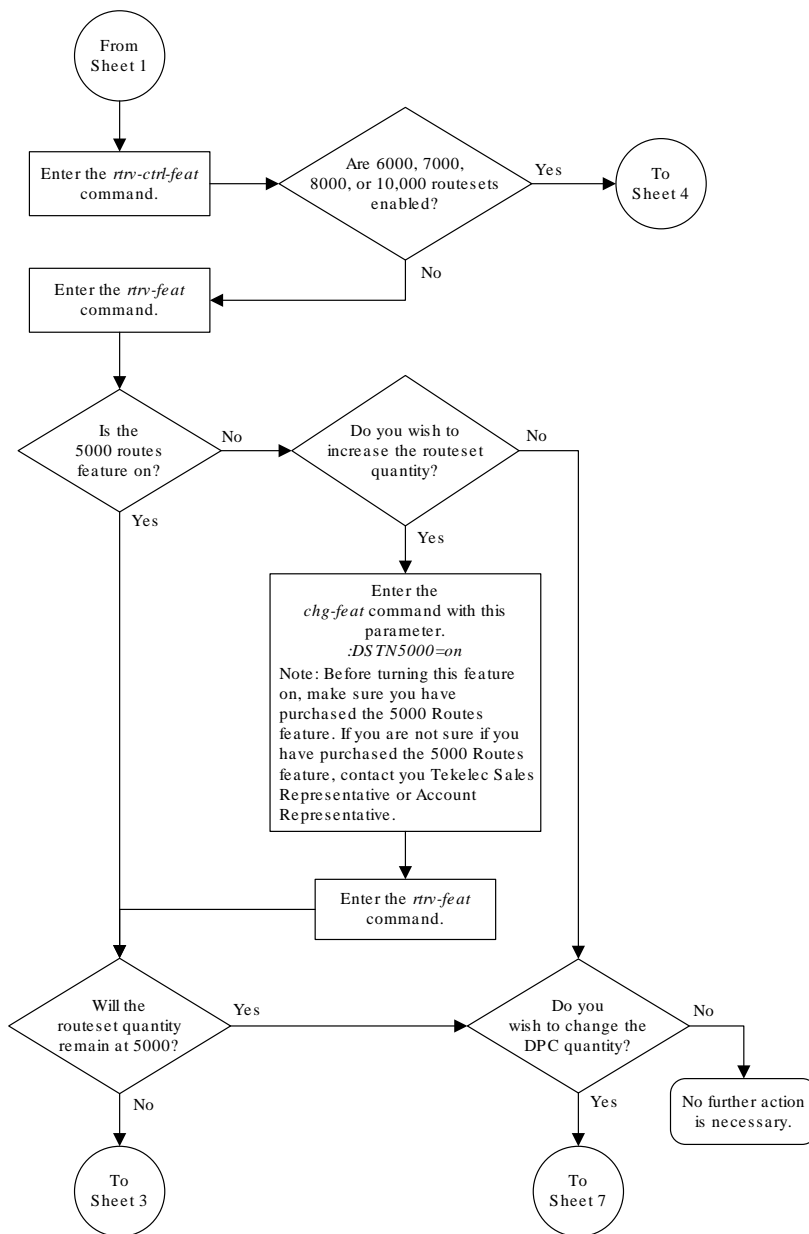 From
Sheet 1
Enter the rtrv-ctrl-feat
command.
Are 6000, 7000,
8000, or 10,000 routesets
enabled?
Yes
To
Sheet 4
No
Enter the rtrv-feat
command.
Is the
5000 routes
feature on?
No
Do you wish to
increase the routeset
quantity?
No
Yes
Yes
Enter the
chg-feat command with this
parameter.
:DSTN5000=on
Note: Before turning this feature
on, make sure you have
purchased the 5000 Routes
feature. If you are not sure if you
have purchased the 5000 Routes
feature, contact you Tekelec Sales
Representative or Account
Representative.
Enter the rtrv-feat
command.
Will the
routeset quantity
remain at 5000?
Yes
Do you
wish to change the
DPC quantity?
No
No
Yes
No further action
is necessary.
To
Sheet 3
To
Sheet 7